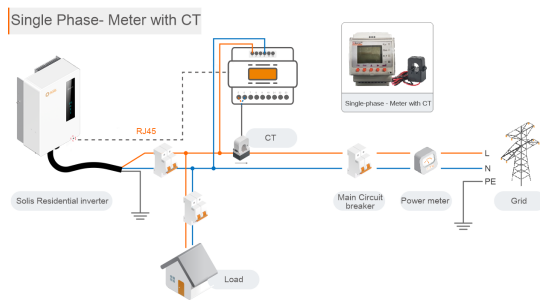 Single Phase- Meter with CT
Single-phase - Meter with CT
RJ45
CT
L
N
PE
Solis Residential inverter
Main Circuit
breaker
Power meter
Grid
Load